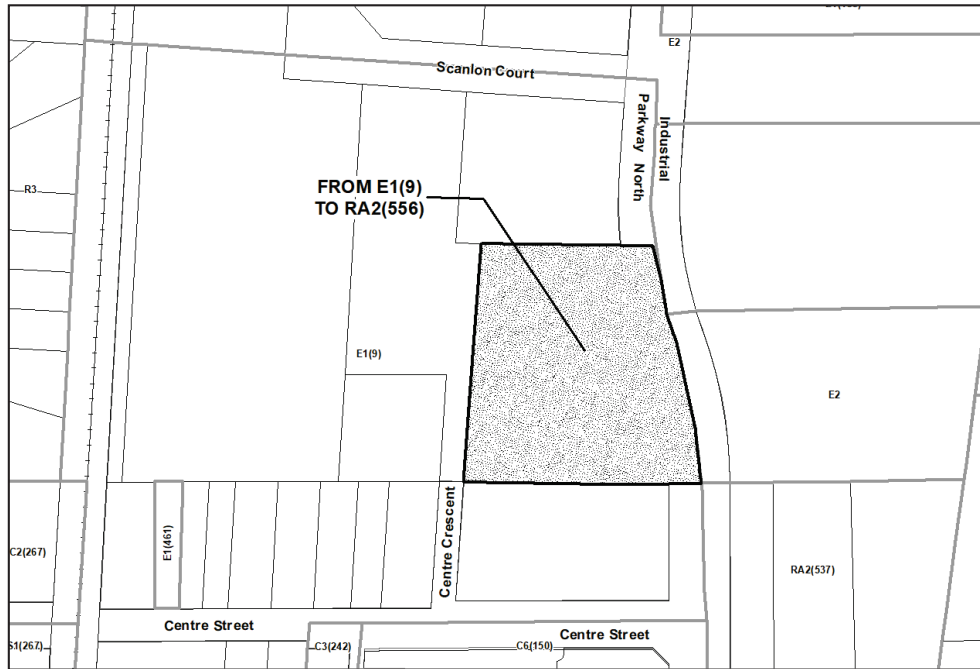 E2
Scanlon Court
Industrial
Parkway North
R3
FROM E1(9)
TO RA2(556)
E1(9)
E2
Centre Crescent
E1(461)
C2(267)
RA2(537)
Centre Street
Centre Street
S1(267)
C3(242)
C6(150)